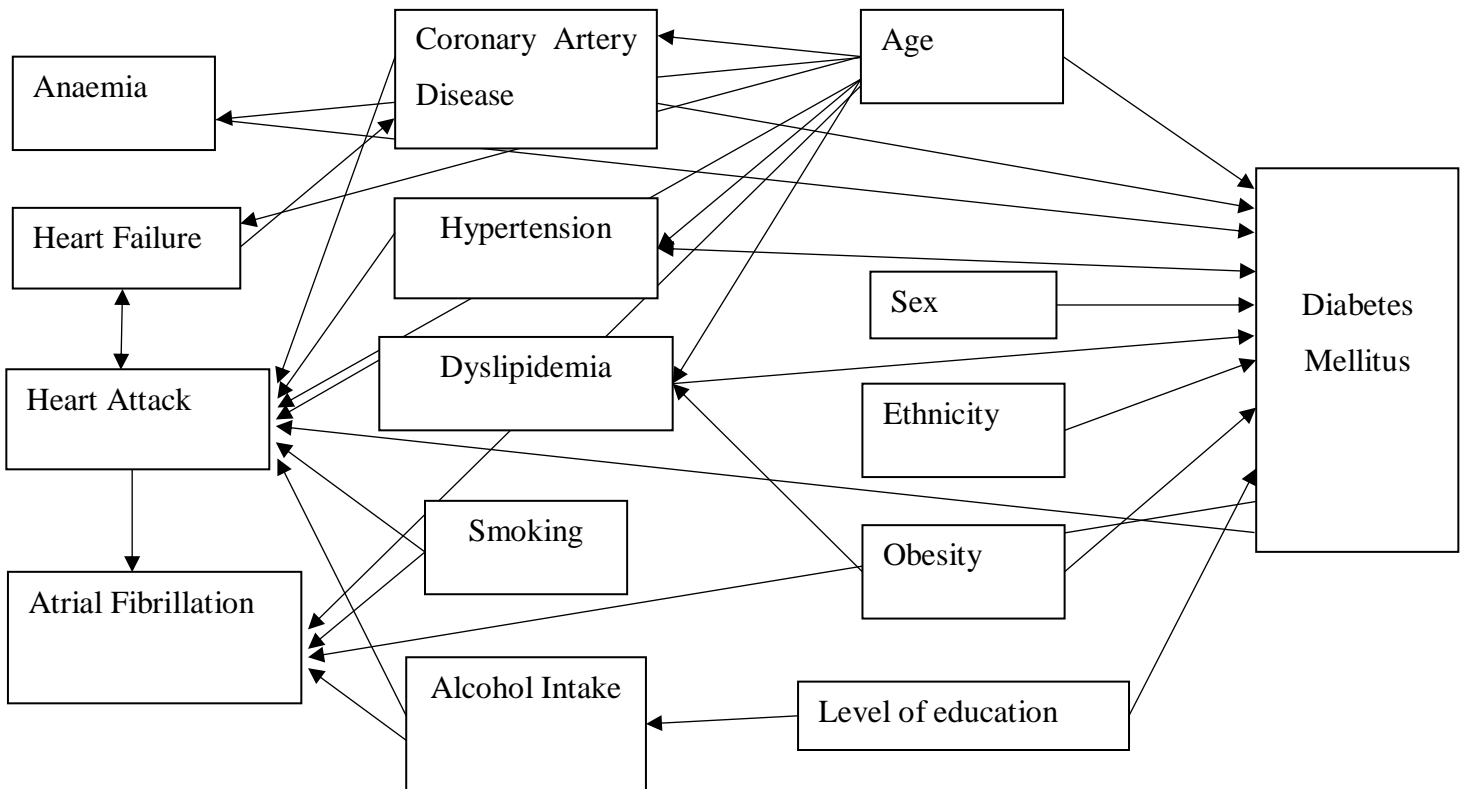 Coronary Artery
Disease
Age
Anaemia
Heart Failure
Hypertension
Sex
Diabetes
Mellitus
Heart Attack
Dyslipidemia
Ethnicity
Smoking
Obesity
Atrial Fibrillation
Alcohol Intake
Level of education